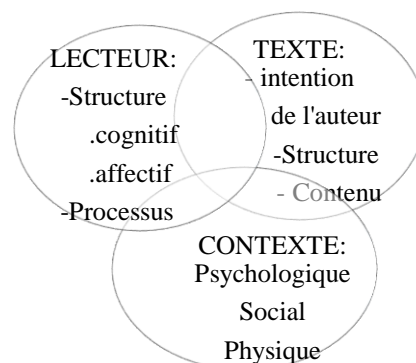 LECTEUR:
-Structure
.cognitif
.affectif
-Processus
TEXTE:
- intention
de l'auteur
-Structure
- Contenu
CONTEXTE:
Psychologique
Social
Physique